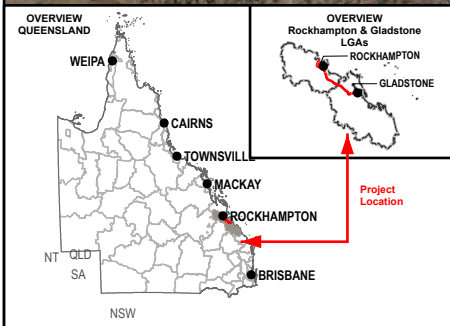 OVERVIEW
QUEENSLAND
WEIPA
CAIRNS
TOWNSVILLE
MACKAY
ROCKHAMPTON
BRISBANE
NT
QLD
SA
NSW
OVERVIEW
Rockhampton & Gladstone
LGAs
ROCKHAMPTON
GLADSTONE
Project
Location